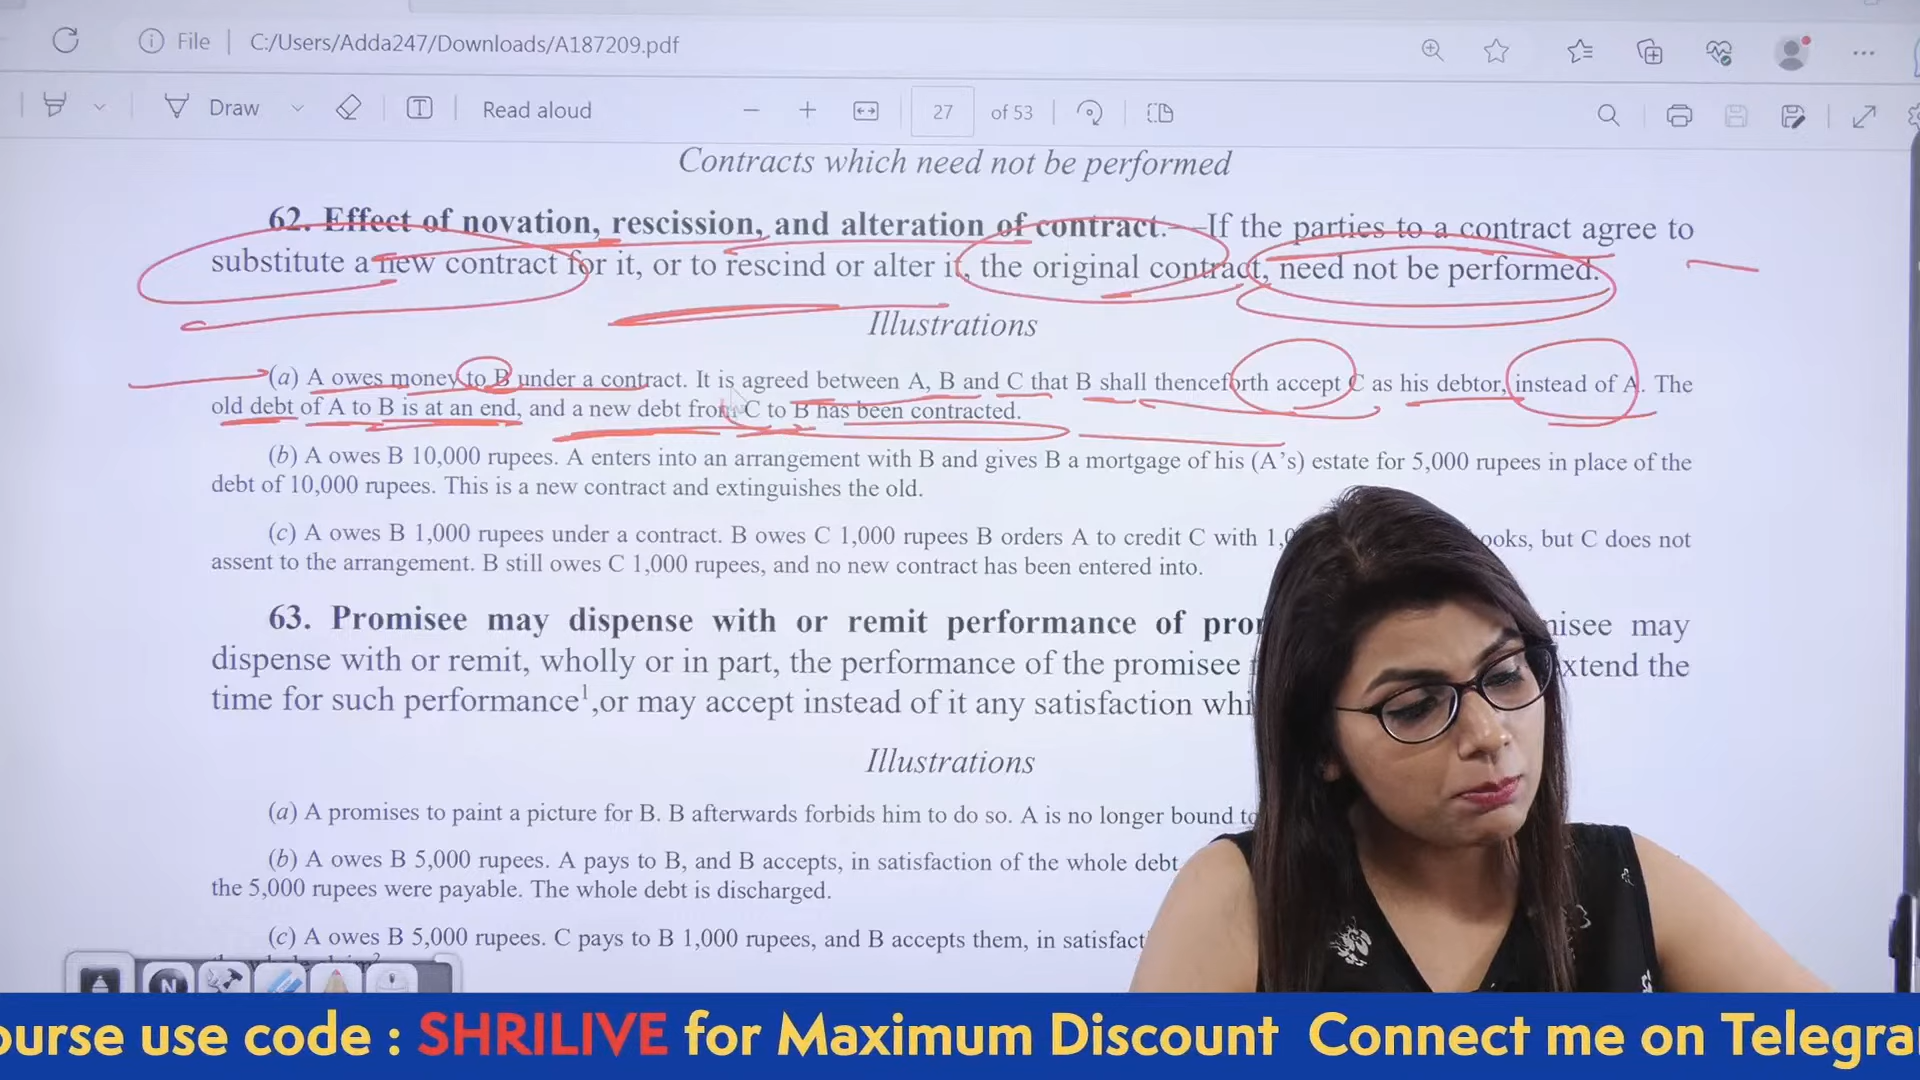 File | C:/Users/Adda247/Downloads/A187209.pdf
Draw Read aloud 27 of 53
Contracts which need not be performed
62. Effect of novation, rescission, and alteration of contract.—If the parties to a contract agree to
substitute a new contract for it, or to rescind or alter it, the original contract, need not be performed.
Illustrations
(a) A owes money to B under a contract. It is agreed between A, B and C that B shall thenceforth accept C as his debtor, instead of A. The
old debt of A to B is at an end, and a new debt from C to B has been contracted.
(b) A owes B 10,000 rupees. A enters into an arrangement with B and gives B a mortgage of his (A's) estate for 5,000 rupees in place of the
debt of 10,000 rupees. This is a new contract and extinguishes the old.
(c) A owes B 1,000 rupees under a contract. B owes C 1,000 rupees B orders A to credit C with but C does not
assent to the arrangement. B still owes C 1,000 rupees, and no new contract has been entered into.
63. Promisee may dispense with or remit performance of may
dispense with or remit, wholly or in part, the performance of the promisee the
time for such performance¹,or may accept instead of it any satisfaction
Illustrations
(a) A promises to paint a picture for B. B afterwards forbids him to do so. A is no longer bound
(b) A owes B 5,000 rupees. A pays to B, and B accepts, in satisfaction of the whole debt
the 5,000 rupees were payable. The whole debt is discharged.
(c) A owes B 5,000 rupees. C pays to B 1,000 rupees, and B accepts them, in
N
use code : SHRILIVE for Maximum Discount Connect me on